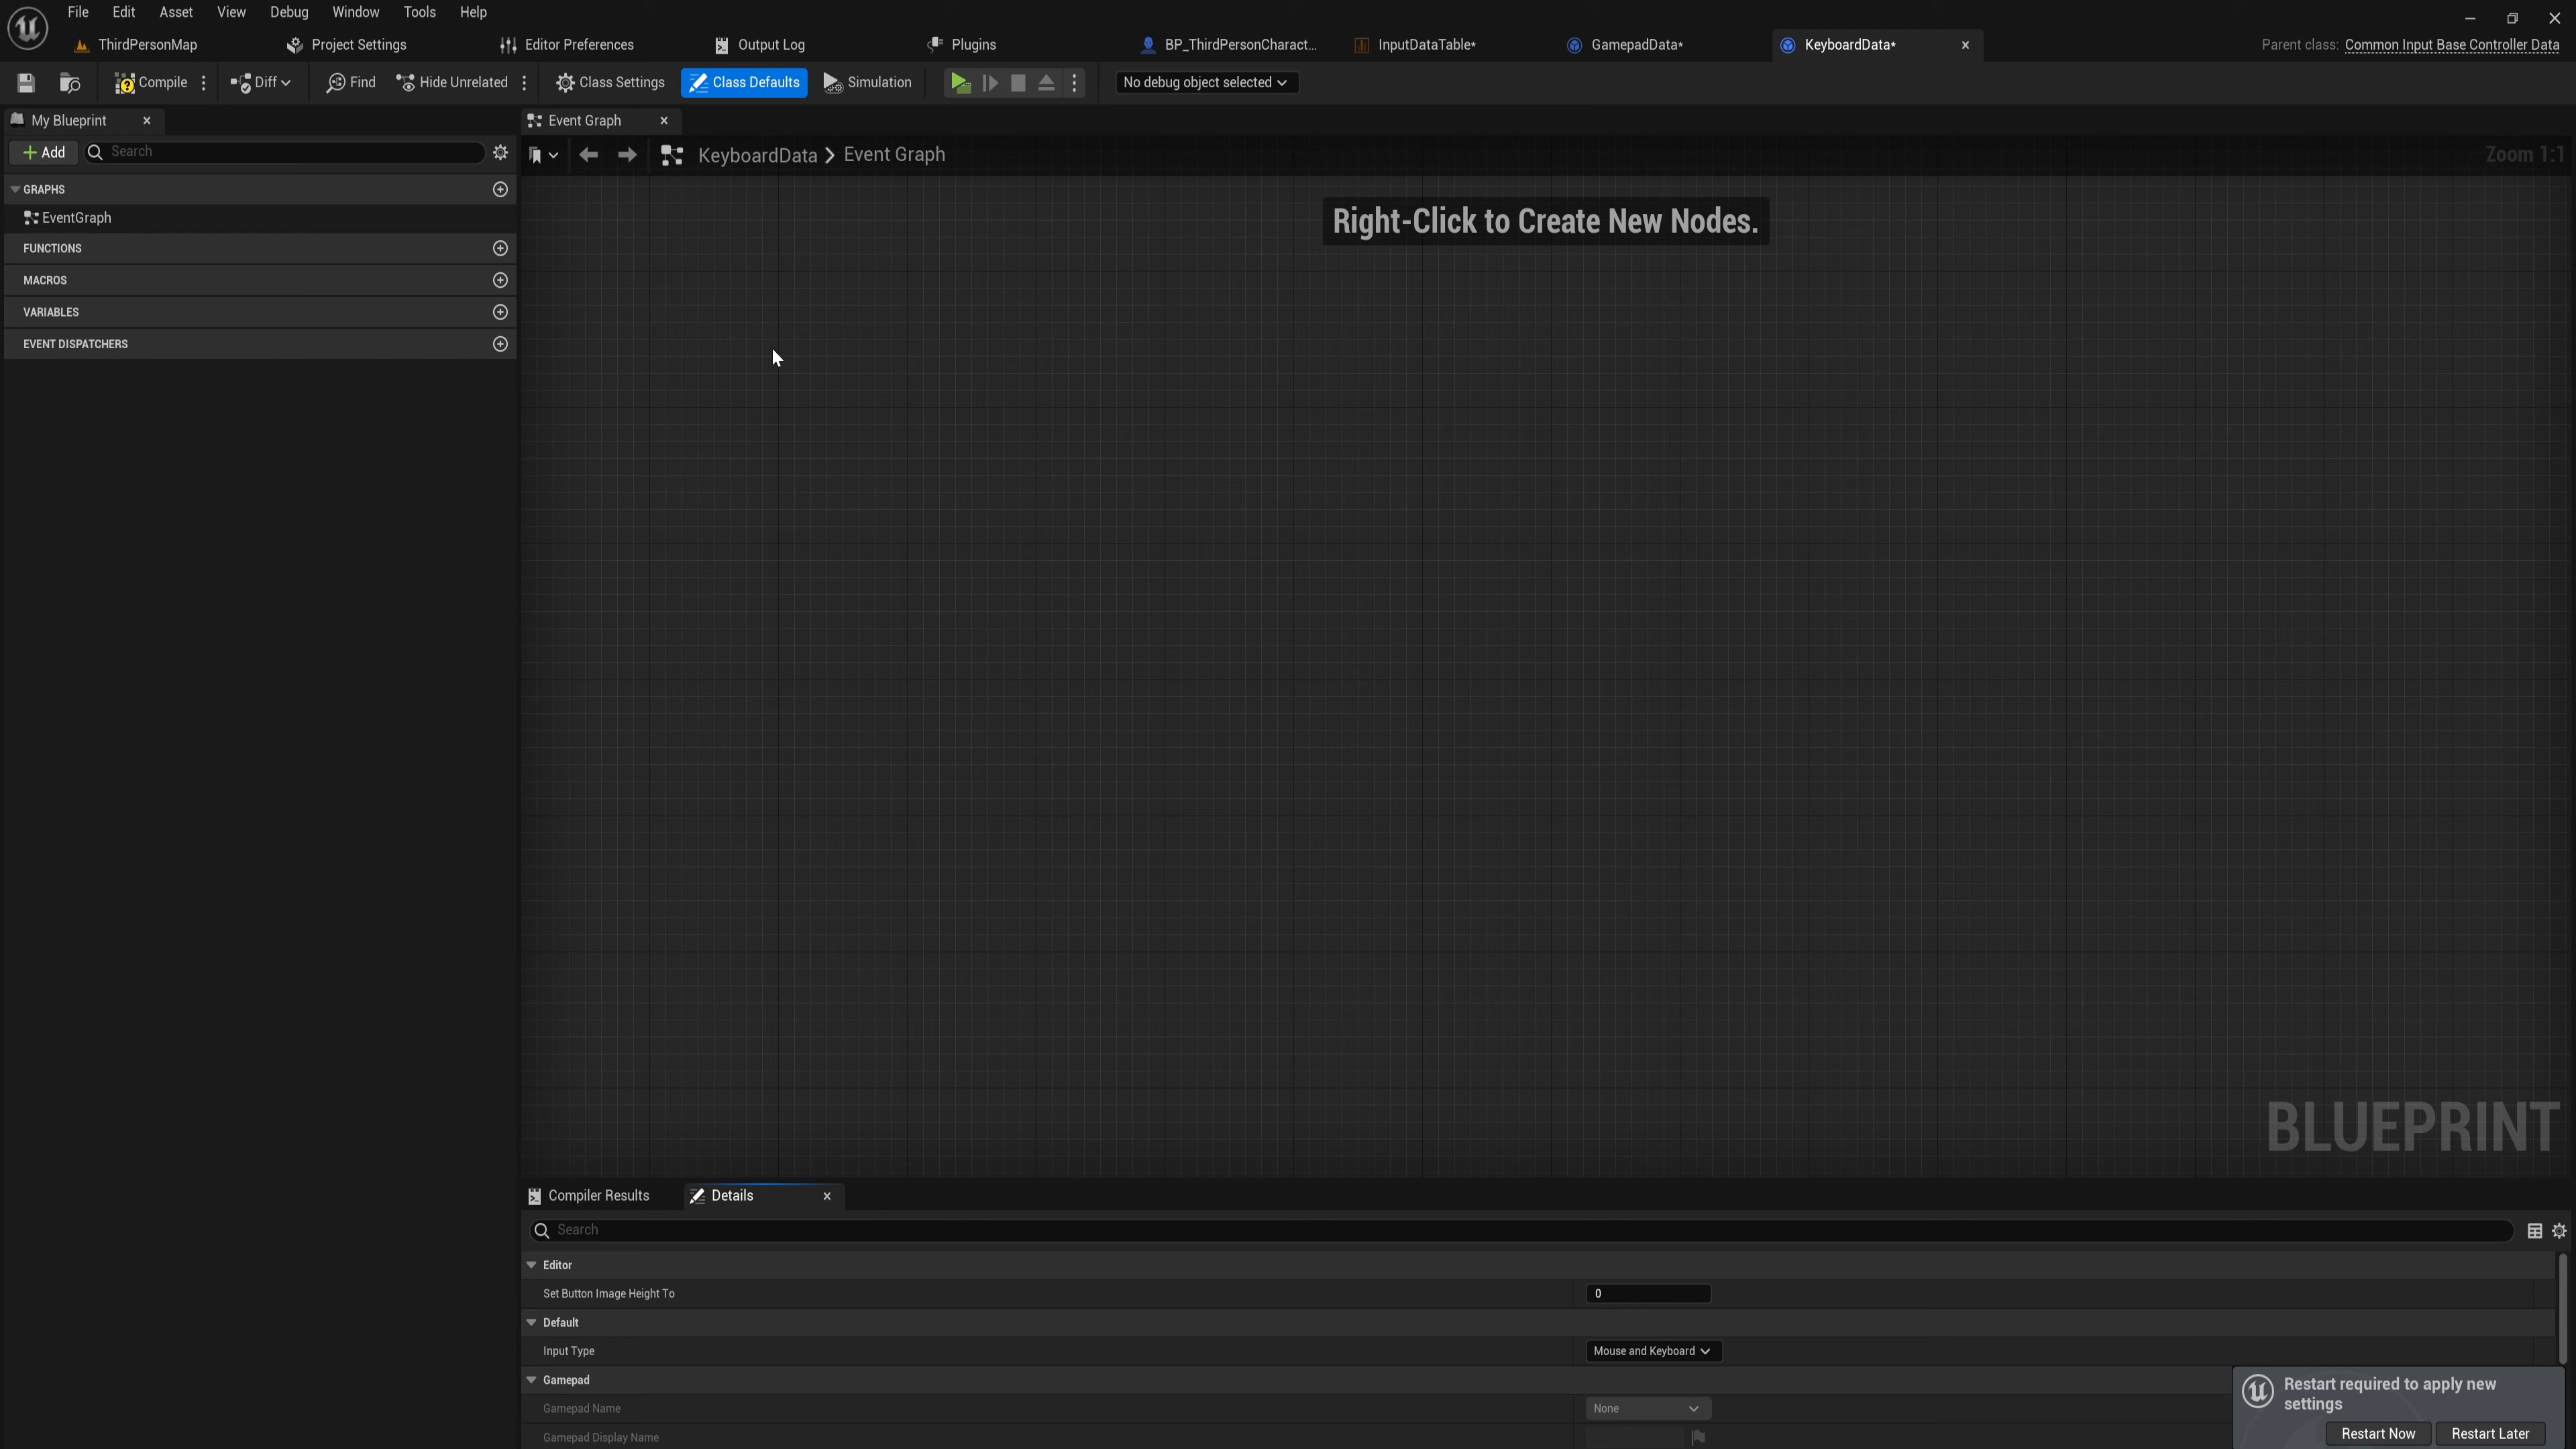 File Edit Asset View Debug Window Tools Help
ThirdPersonMap Project Settings Editor Preferences Output Log Plugins BP_ThirdPersonCharact... InputDataTable* GamepadData* KeyboardData* Parent class: Common Input Base Controller Data
Compile Diff Find Hide Unrelated Class Settings Class Defaults Simulation No debug object selected
My Blueprint Event Graph
Add Search KeyboardData > Event Graph Zoom 1:1
GRAPHS
EventGraph
FUNCTIONS
MACROS
VARIABLES
EVENT DISPATCHERS
Right-Click to Create New Nodes.
BLUEPRINT
Compiler Results Details
Search
Editor
Set Button Image Height To 0
Default
Input Type Mouse and Keyboard
Gamepad
Gamepad Name None
Gamepad Display Name
Restart required to apply new
settings
Restart Now Restart Later